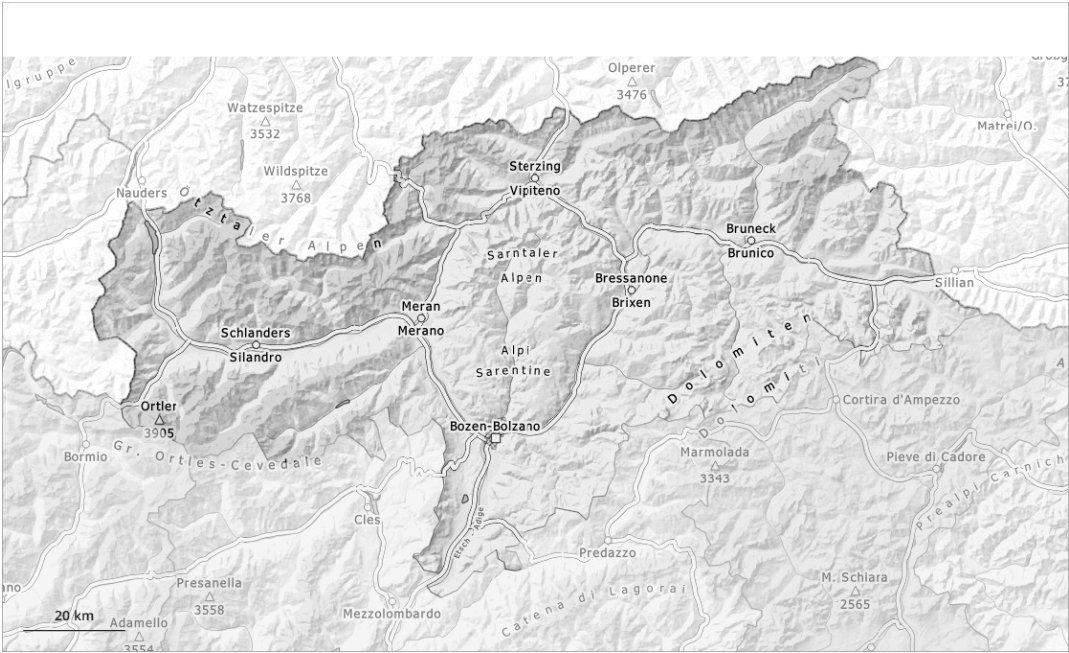 lgruppe
Olperer
3476
Watzespitze
3532
Matrei/O.
Wildspitze
3768
Sterzing
Vipiteno
Nauders
Ötztaler Alpen
Bruneck
Brunico
Sarntaler
Alpen
Bressanone
Brixen
Sillian
Meran
Merano
Schlanders
Silandro
Alpi
Sarentine
Dolomiten
Dolomiti
Ortler
3905
Cortina d'Ampezzo
Bozen-Bolzano
Gr. Ortles-Cevedale
Bormio
Marmolada
3343
Pieve di Cadore
Prealpi Carnich
Cles
Etsch - Adige
Predazzo
Presanella
3558
M. Schiara
2565
ano
Mezzolombardo
Catena di Lagorai
20 km
Adamello
3554